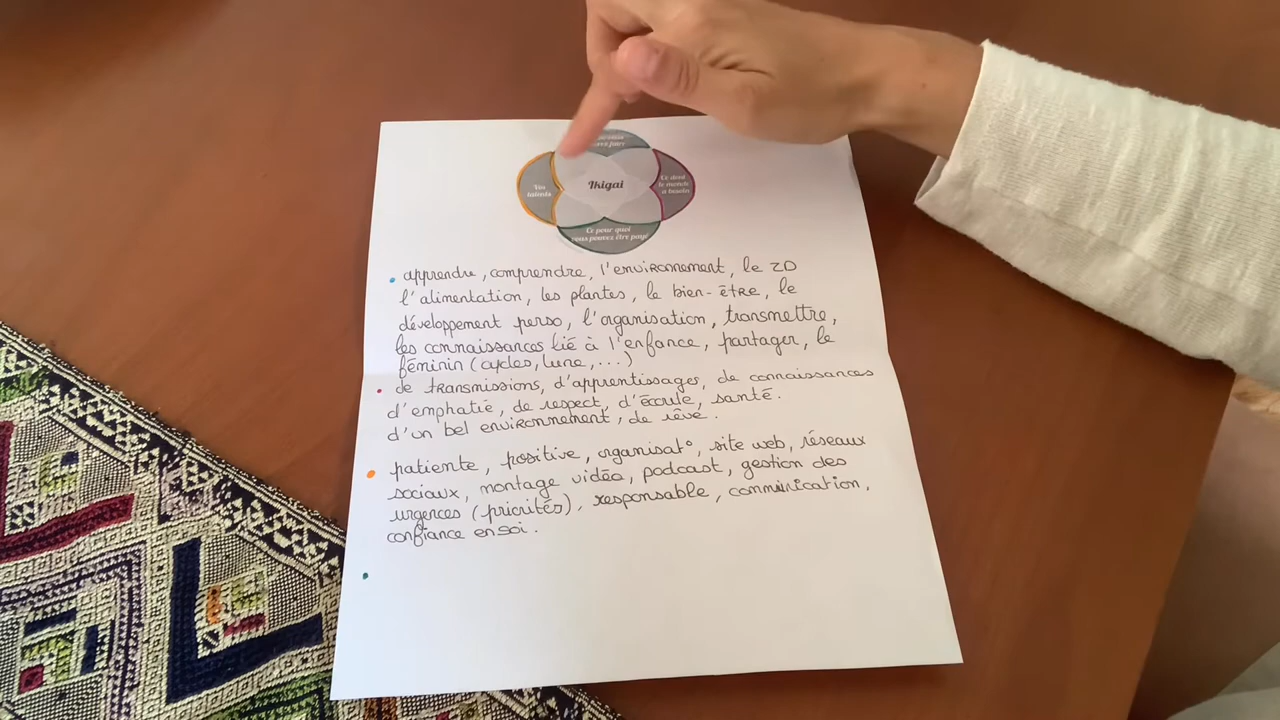 vez faire
Ikigai
Vos
talents
Ce dont
le monde
a besoin
Ce pour quoi
vous pouvez être payé
apprendre, comprendre, l'environnement, le ZD
l'alimentation, les plantes, le bien-être, le
développement perso, l'organisation, transmettre,
les connaissances lié à l'enfance, partager, le
féminin (cycles, lune, ...)
de transmissions, d'apprentissages, de connaissances
d'emphatie, de respect, d'écoute, santé.
d'un bel environnement, de rêve.
patiente, positive, organisat°, site web, réseaux
sociaux, montage vidéo, podcast, gestion des
urgences (priorités), responsable, communication,
confiance en soi.